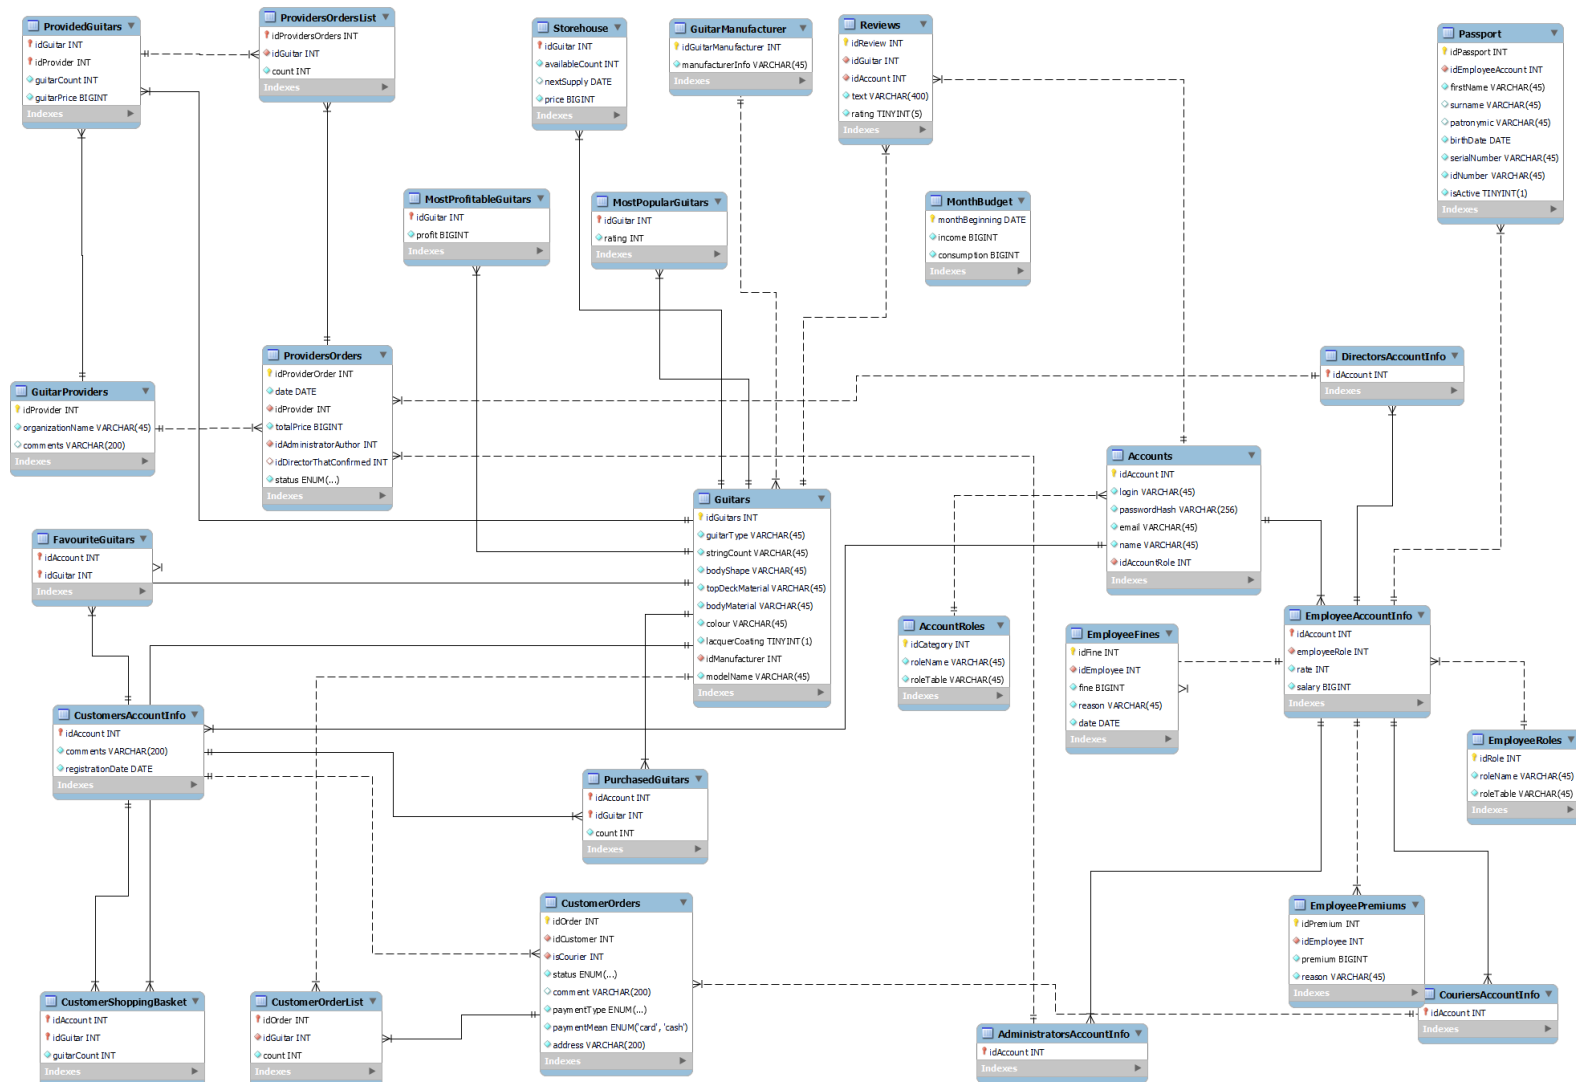 ProvidedGuitars
idGuitar INT
idProvider INT
guitarCount INT
guitarPrice BIGINT
Indexes
ProvidersOrdersList
idProvidersOrders INT
idGuitar INT
count INT
Indexes
Storehouse
idGuitar INT
availableCount INT
nextSupply DATE
price BIGINT
Indexes
GuitarManufacturer
idGuitarManufacturer INT
manufacturerInfo VARCHAR(45)
Indexes
Reviews
idReview INT
idGuitar INT
idAccount INT
text VARCHAR(400)
rating TINYINT(5)
Indexes
Passport
idPassport INT
idEmployeeAccount INT
firstName VARCHAR(45)
surname VARCHAR(45)
patronymic VARCHAR(45)
birthDate DATE
serialNumber VARCHAR(45)
idNumber VARCHAR(45)
isActive TINYINT(1)
Indexes
MostProfitableGuitars
idGuitar INT
profit BIGINT
Indexes
MostPopularGuitars
idGuitar INT
rating INT
Indexes
MonthBudget
monthBeginning DATE
income BIGINT
consumption BIGINT
Indexes
GuitarProviders
idProvider INT
organizationName VARCHAR(45)
comments VARCHAR(200)
Indexes
ProvidersOrders
idProviderOrder INT
date DATE
idProvider INT
totalPrice BIGINT
idAdministratorAuthor INT
idDirectorThatConfirmed INT
status ENUM(...)
Indexes
DirectorsAccountInfo
idAccount INT
Indexes
Accounts
idAccount INT
login VARCHAR(45)
passwordHash VARCHAR(256)
email VARCHAR(45)
name VARCHAR(45)
idAccountRole INT
Indexes
Guitars
idGuitars INT
guitarType VARCHAR(45)
stringCount VARCHAR(45)
bodyShape VARCHAR(45)
topDeckMaterial VARCHAR(45)
bodyMaterial VARCHAR(45)
colour VARCHAR(45)
lacquerCoating TINYINT(1)
idManufacturer INT
modelName VARCHAR(45)
Indexes
FavouriteGuitars
idAccount INT
idGuitar INT
Indexes
AccountRoles
idCategory INT
roleName VARCHAR(45)
roleTable VARCHAR(45)
Indexes
EmployeeFines
idFine INT
idEmployee INT
fine BIGINT
reason VARCHAR(45)
date DATE
Indexes
EmployeeAccountInfo
idAccount INT
employeeRole INT
rate INT
salary BIGINT
Indexes
CustomersAccountInfo
idAccount INT
comments VARCHAR(200)
registrationDate DATE
Indexes
EmployeeRoles
idRole INT
roleName VARCHAR(45)
roleTable VARCHAR(45)
Indexes
PurchasedGuitars
idAccount INT
idGuitar INT
count INT
Indexes
CustomerOrders
idOrder INT
idCustomer INT
isCourier INT
status ENUM(...)
comment VARCHAR(200)
paymentType ENUM(...)
paymentMean ENUM('card', 'cash')
address VARCHAR(200)
Indexes
EmployeePremiums
idPremium INT
idEmployee INT
premium BIGINT
reason VARCHAR(45)
Indexes
CustomerShoppingBasket
idAccount INT
idGuitar INT
guitarCount INT
Indexes
CustomerOrderList
idOrder INT
idGuitar INT
count INT
Indexes
CouriersAccountInfo
idAccount INT
Indexes
AdministratorsAccountInfo
idAccount INT
Indexes